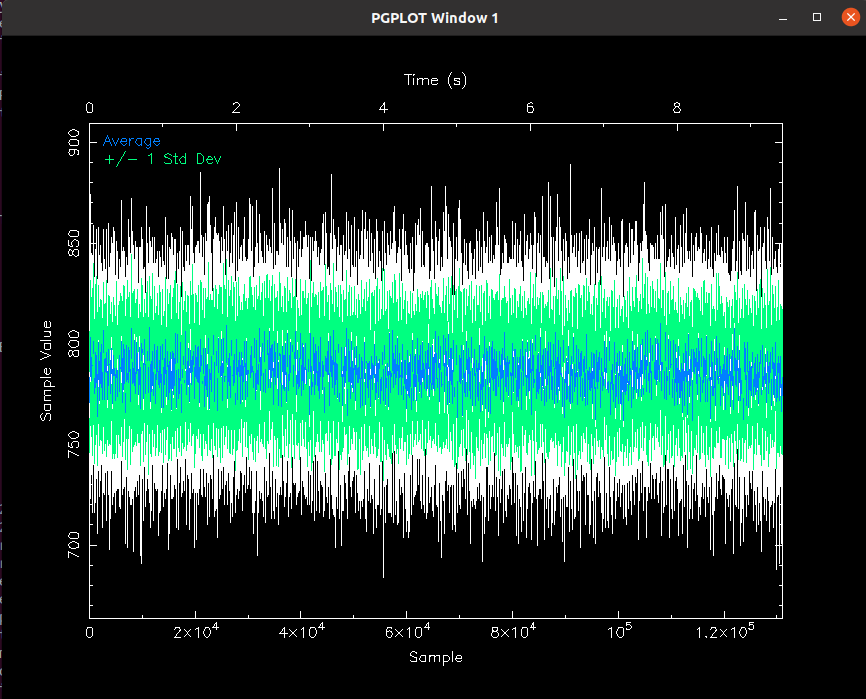 PGPLOT Window 1
Time (s)
0 2 4 6 8
Average
+/- 1 Std Dev
900
850
800
750
700
Sample Value
0 2×10⁴ 4×10⁴ 6×10⁴ 8×10⁴ 10⁵ 1.2×10⁵
Sample